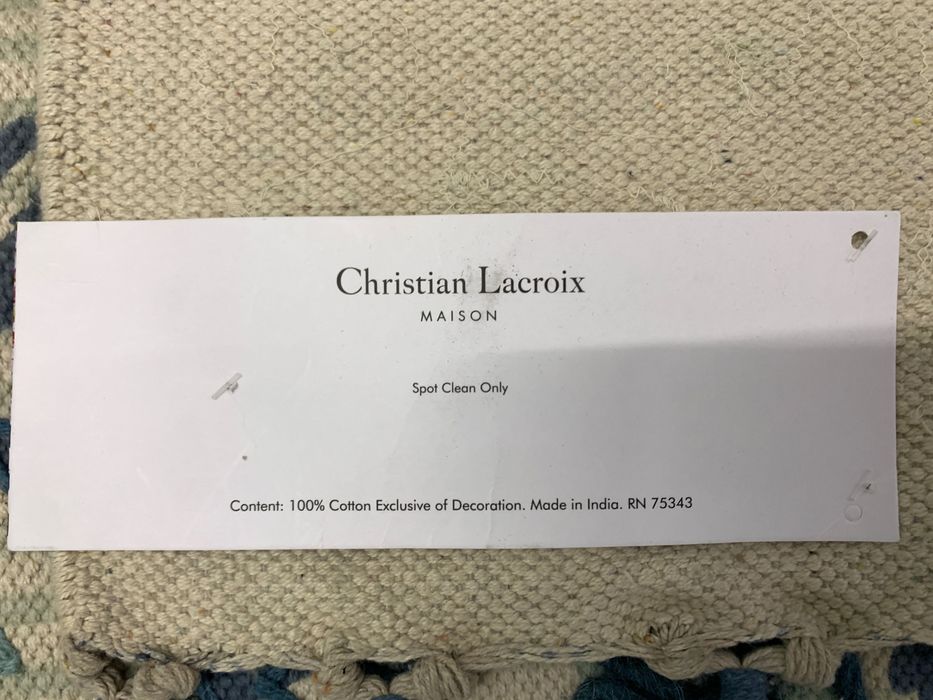 Christian Lacroix
MAISON
Spot Clean Only
Content: 100% Cotton Exclusive of Decoration. Made in India. RN 75343